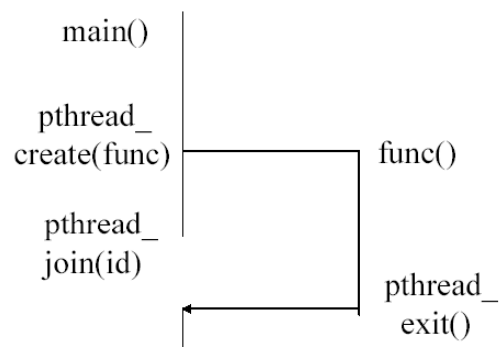 main()
pthread_
create(func)
func()
pthread_
join(id)
pthread_
exit()